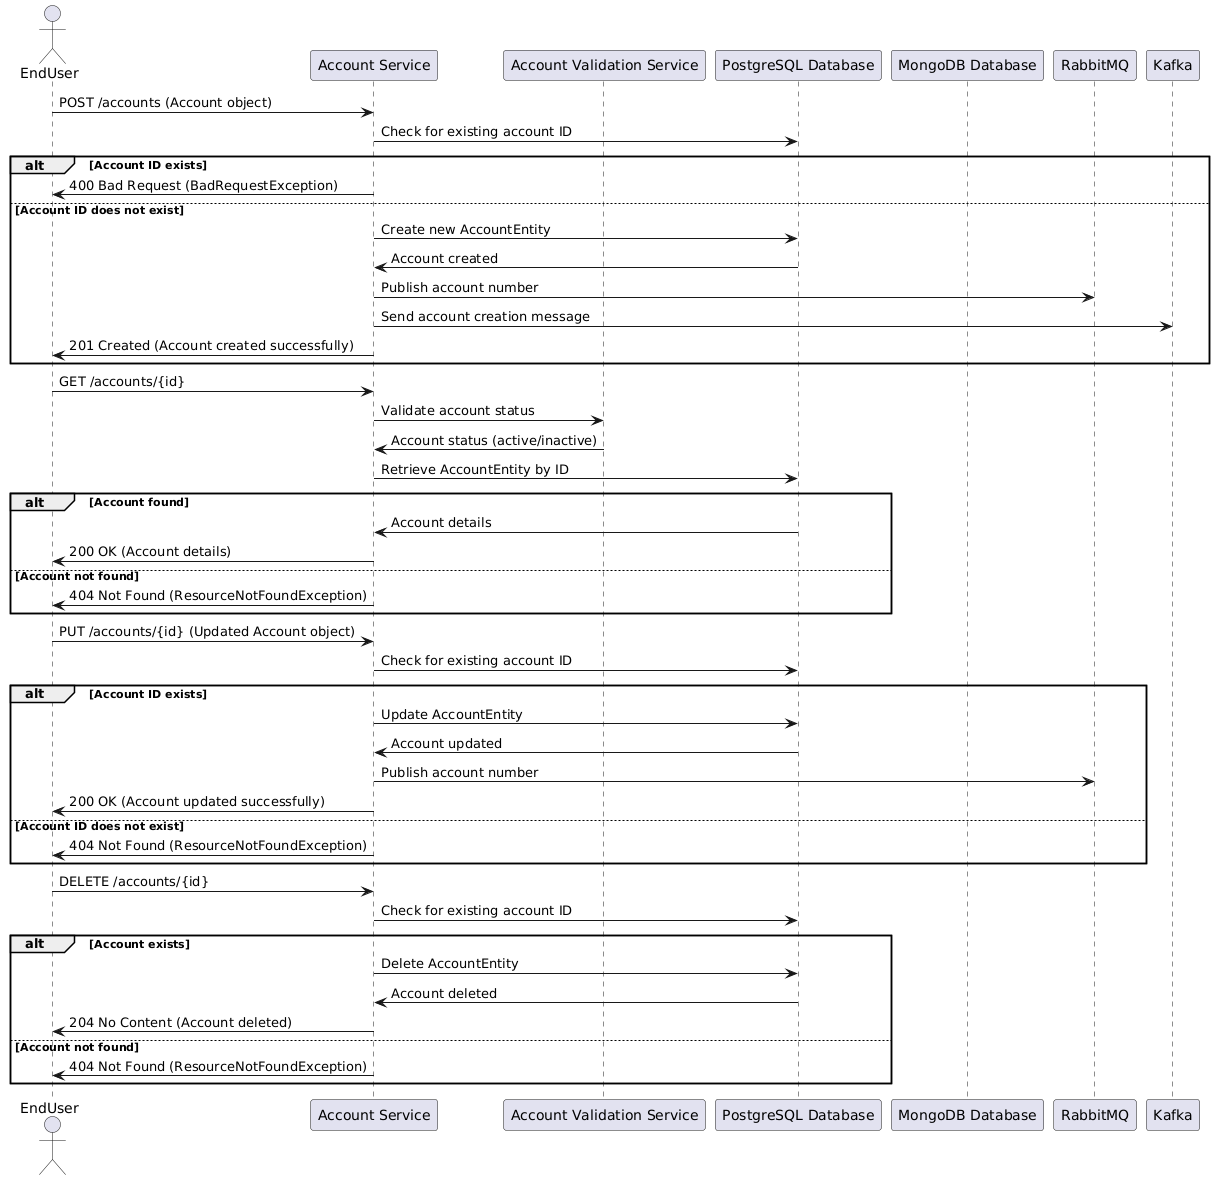 EndUser
Account Service
Account Validation Service
PostgreSQL Database
MongoDB Database
RabbitMQ
Kafka
POST /accounts (Account object)
Check for existing account ID
alt [Account ID exists]
400 Bad Request (BadRequestException)
[Account ID does not exist]
Create new AccountEntity
Account created
Publish account number
Send account creation message
201 Created (Account created successfully)
GET /accounts/{id}
Validate account status
Account status (active/inactive)
Retrieve AccountEntity by ID
alt [Account found]
Account details
200 OK (Account details)
[Account not found]
404 Not Found (ResourceNotFoundException)
PUT /accounts/{id} (Updated Account object)
Check for existing account ID
alt [Account ID exists]
Update AccountEntity
Account updated
Publish account number
200 OK (Account updated successfully)
[Account ID does not exist]
404 Not Found (ResourceNotFoundException)
DELETE /accounts/{id}
Check for existing account ID
alt [Account exists]
Delete AccountEntity
Account deleted
204 No Content (Account deleted)
[Account not found]
404 Not Found (ResourceNotFoundException)
EndUser
Account Service
Account Validation Service
PostgreSQL Database
MongoDB Database
RabbitMQ
Kafka